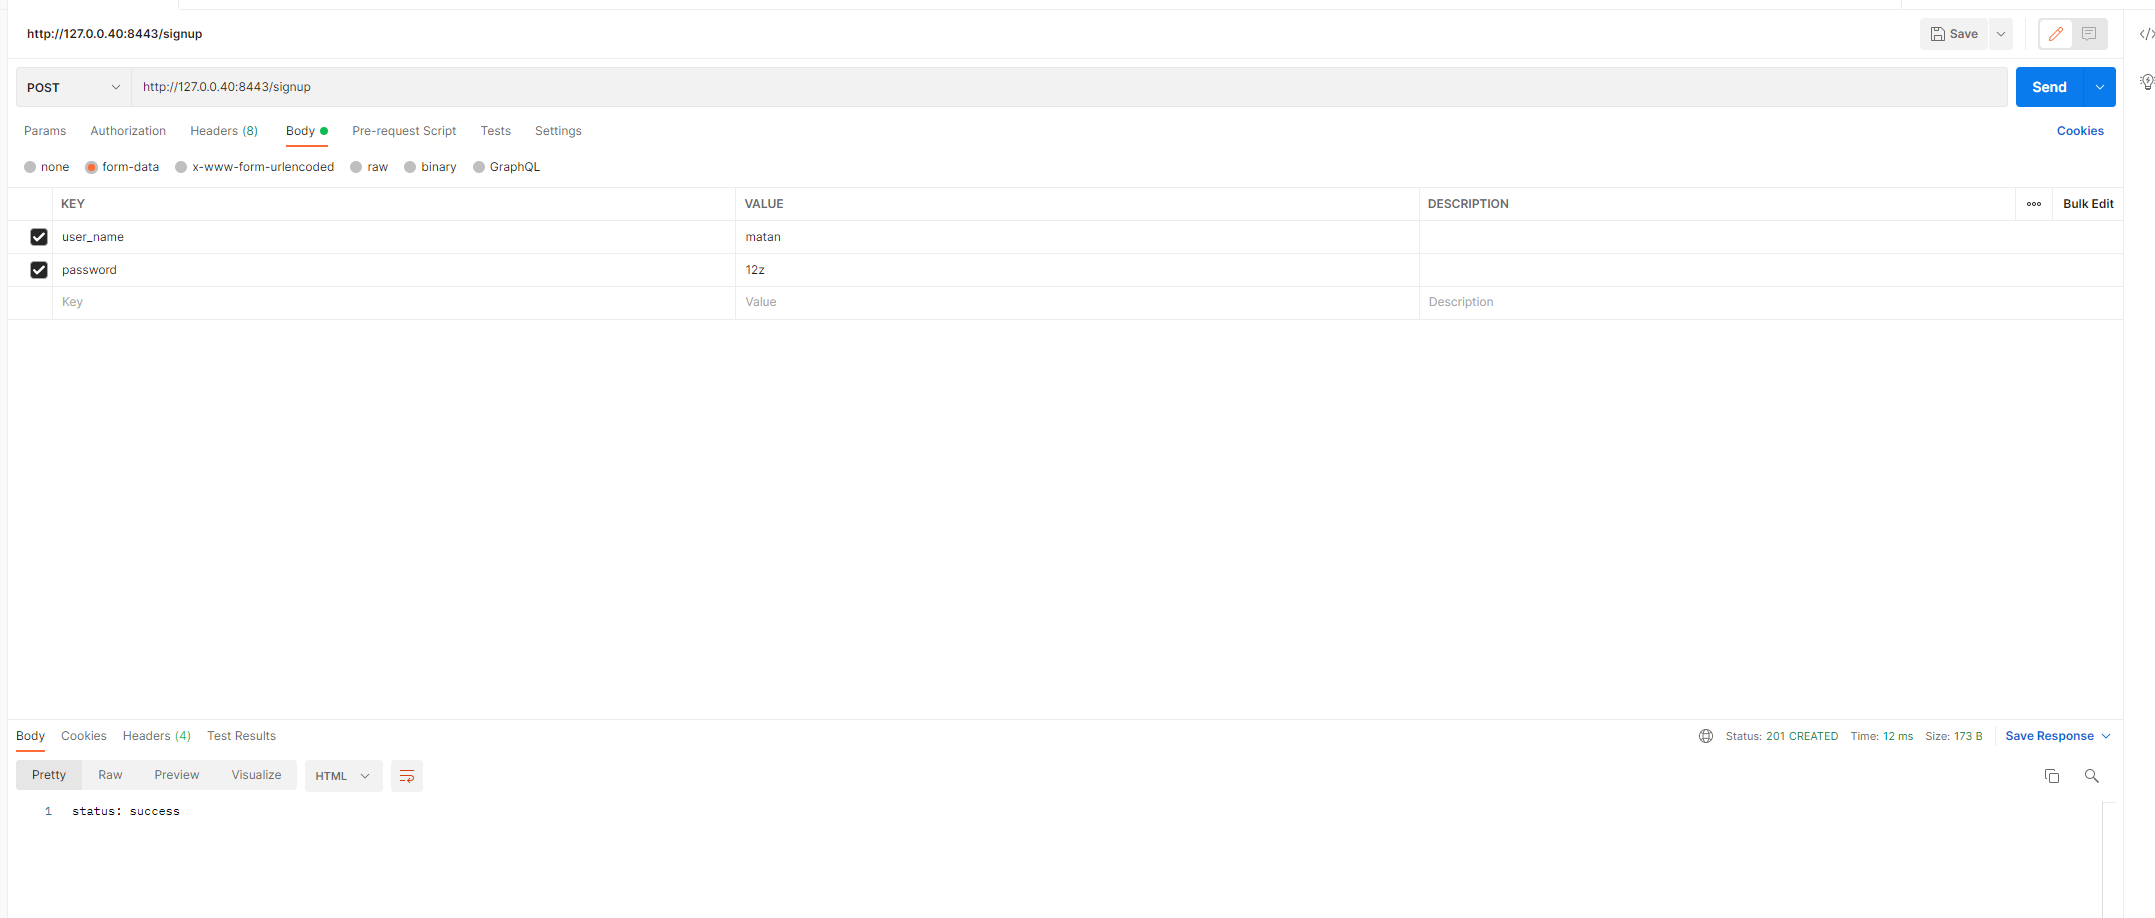 http://127.0.0.40:8443/signup
Save
POST
http://127.0.0.40:8443/signup
Send
Params Authorization Headers (8) Body Pre-request Script Tests Settings Cookies
none form-data x-www-form-urlencoded raw binary GraphQL
KEY VALUE DESCRIPTION Bulk Edit
user_name matan
password 12z
Key Value Description
Body Cookies Headers (4) Test Results Status: 201 CREATED Time: 12 ms Size: 173 B Save Response
Pretty Raw Preview Visualize HTML
1 status: success